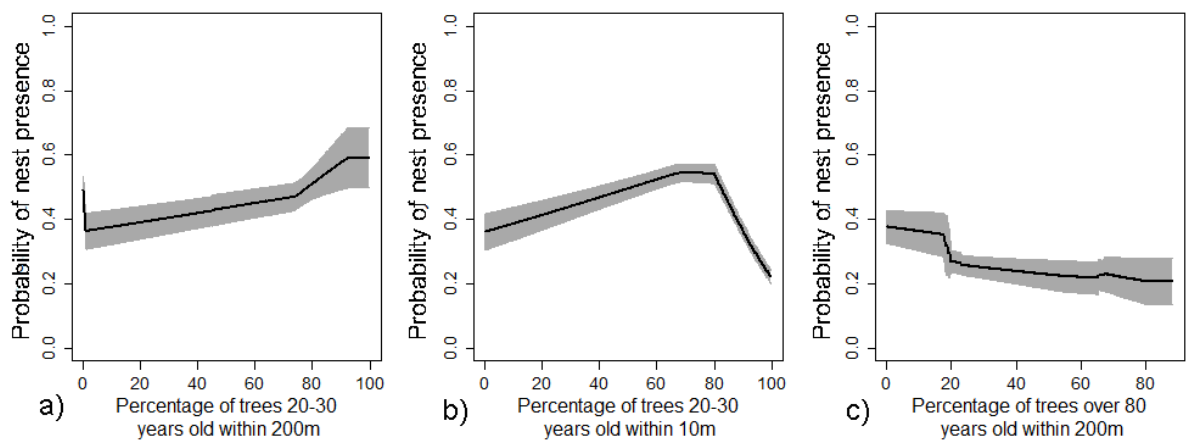 Probability of nest presence
1.0
0.8
0.6
0.4
0.2
0.0
0 20 40 60 80 100
a)
Percentage of trees 20-30
years old within 200m
Probability of nest presence
1.0
0.8
0.6
0.4
0.2
0.0
0 20 40 60 80 100
b)
Percentage of trees 20-30
years old within 10m
Probability of nest presence
1.0
0.8
0.6
0.4
0.2
0.0
0 20 40 60 80
c)
Percentage of trees over 80
years old within 200m